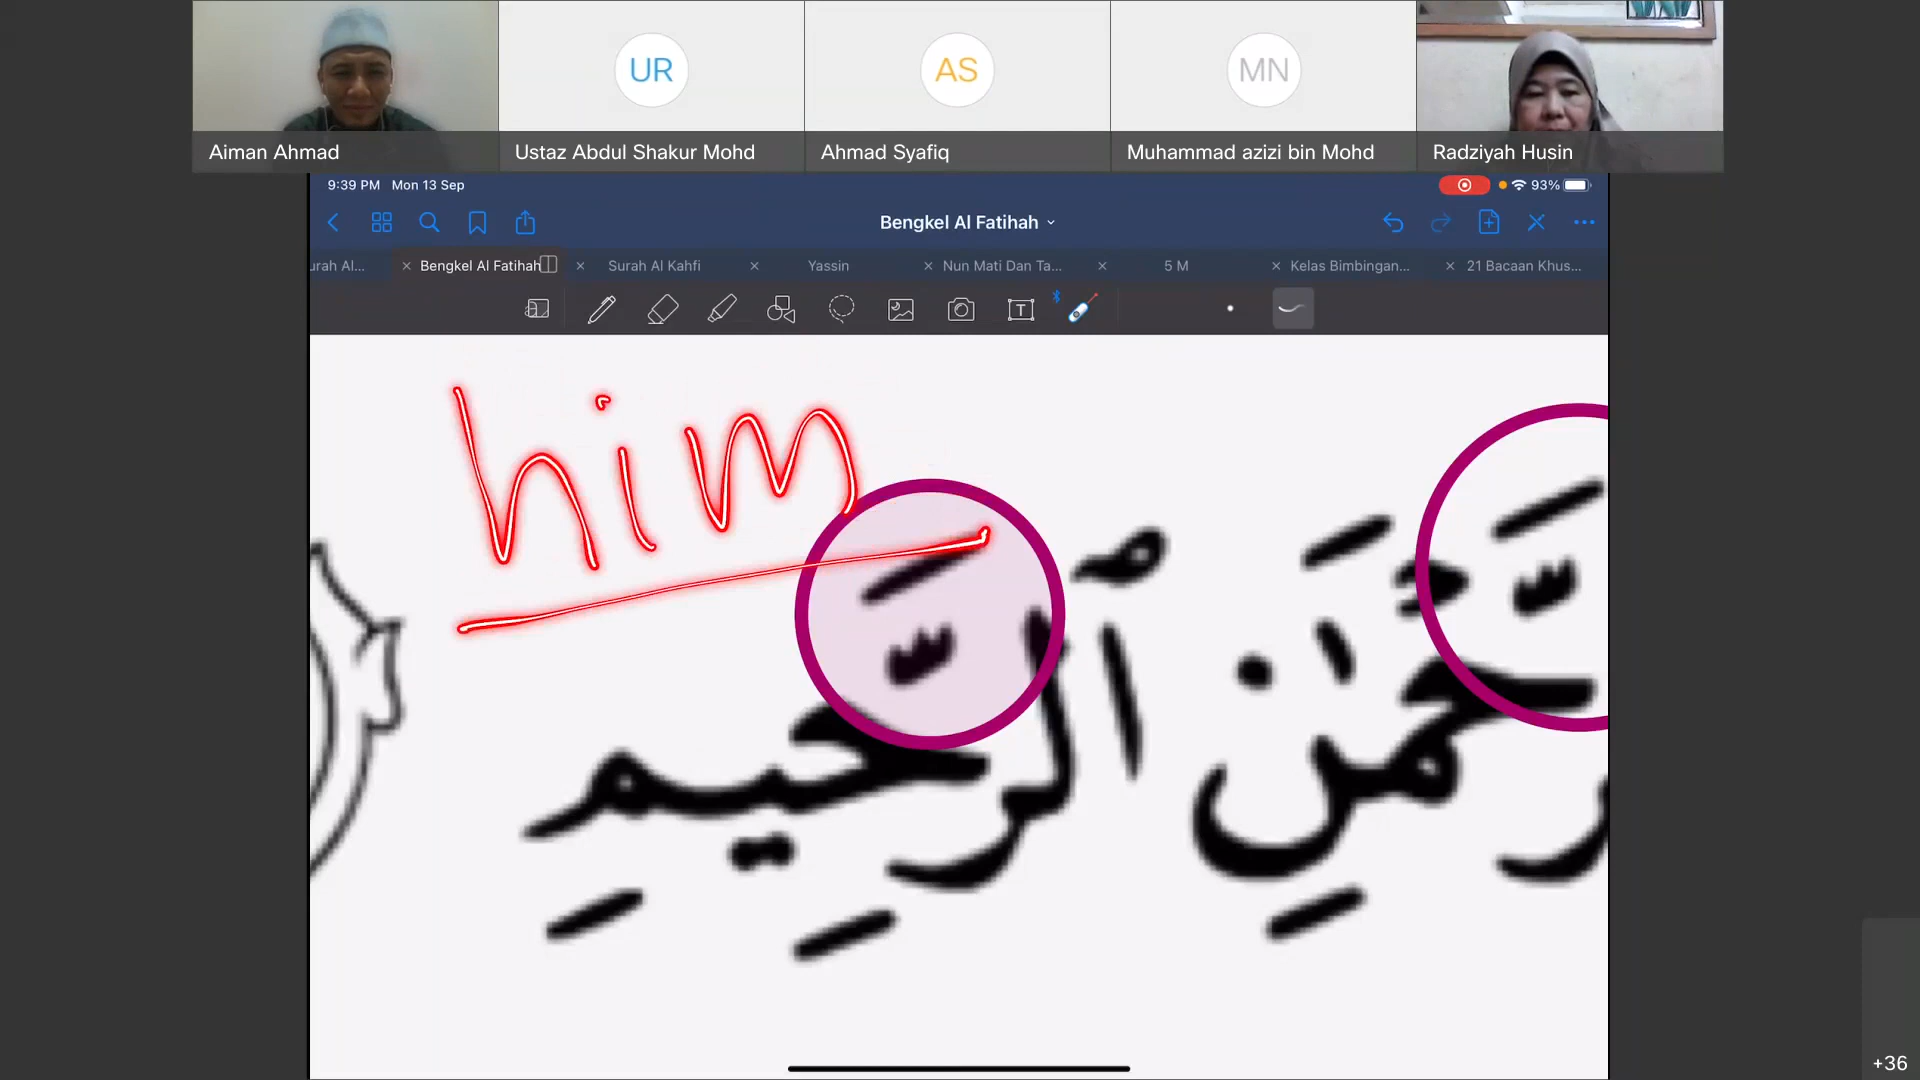 UR
AS
MN
Aiman Ahmad
Ustaz Abdul Shakur Mohd
Ahmad Syafiq
Muhammad azizi bin Mohd
Radziyah Husin
9:39 PM Mon 13 Sep
93%
Bengkel Al Fatihah
urah Al...
Bengkel Al Fatihah
Surah Al Kahfi
Yassin
Nun Mati Dan Ta...
5 M
Kelas Bimbingan...
21 Bacaan Khus...
T
him
ٱلرَّحِيمِ
+36